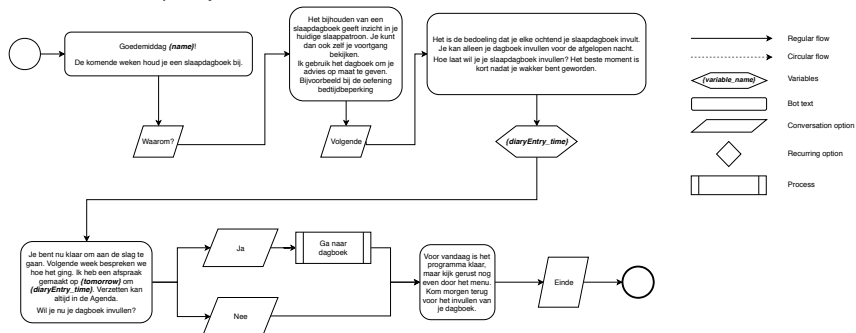 Goedemiddag {name}!
De komende weken houd je een slaapdagboek bij.
Waarom?
Het bijhouden van een
slaapdagboek geeft inzicht in je
huidige slaappatroon. Je kunt
dan ook zelf je voortgang
bekijken.
Ik gebruik het dagboek om je
advies op maat te geven.
Bijvoorbeeld bij de oefening
bedtijdbeperking
Volgende
Het is de bedoeling dat je elke ochtend je slaapdagboek invult.
Je kan alleen je dagboek invullen voor de afgelopen nacht.
Hoe laat wil je je slaapdagboek invullen? Het beste moment is
kort nadat je wakker bent geworden.
{diaryEntry_time}
Regular flow
Circular flow
{variable_name}
Variables
Bot text
Conversation option
Recurring option
Process
Je bent nu klaar om aan de slag te
gaan. Volgende week bespreken we
hoe het ging. Ik heb een afspraak
gemaakt op {tomorrow} om
{diaryEntry_time}. Verzetten kan
altijd in de Agenda.
Wil je nu je dagboek invullen?
Ja
Ga naar
dagboek
Nee
Voor vandaag is het
programma klaar,
maar kijk gerust nog
even door het menu.
Kom morgen terug
voor het invullen van
je dagboek.
Einde